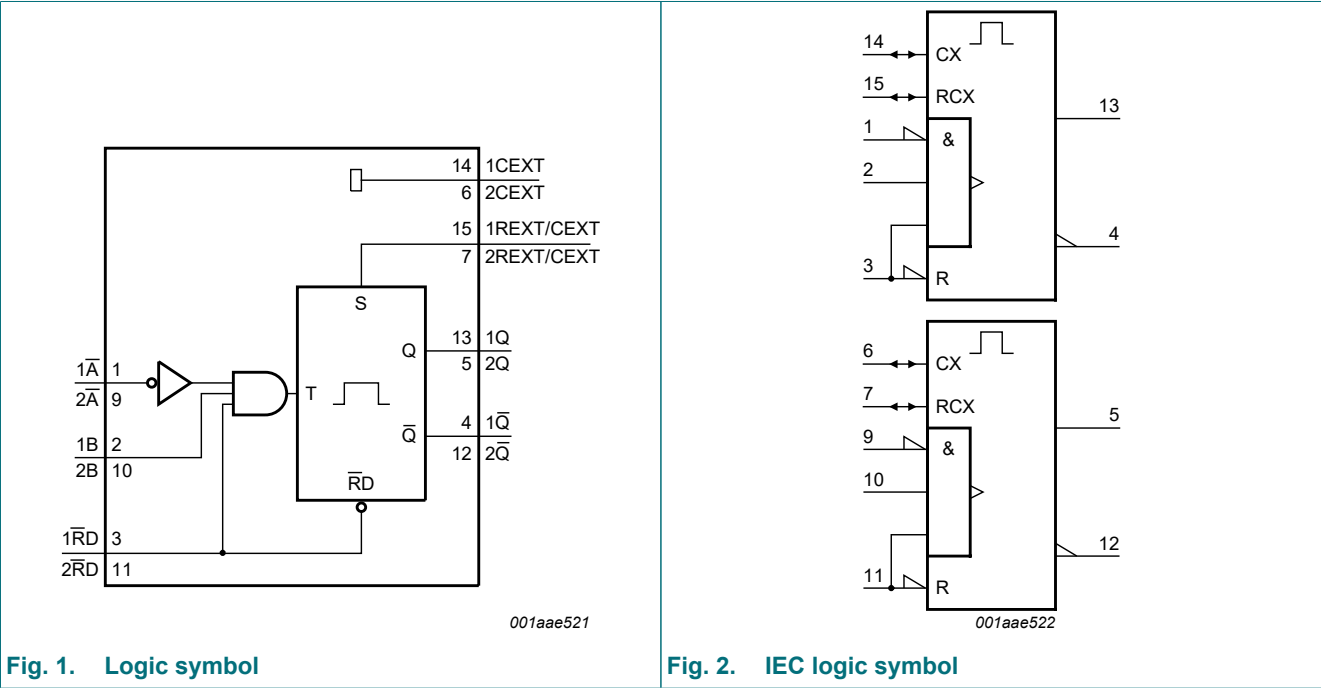 14 1CEXT
6 2CEXT
15 1REXT/CEXT
7 2REXT/CEXT
S
13 1Q
Q
5 2Q
1A̅ 1
T
2A̅ 9
4 1Q̅
Q̅
1B 2
12 2Q̅
2B 10
R̅D
1R̅D 3
2R̅D 11
001aae521
Fig. 1. Logic symbol
14
CX
15
RCX
13
1
&
2
4
3
R
6
CX
7
RCX
5
9
&
10
12
11
R
001aae522
Fig. 2. IEC logic symbol